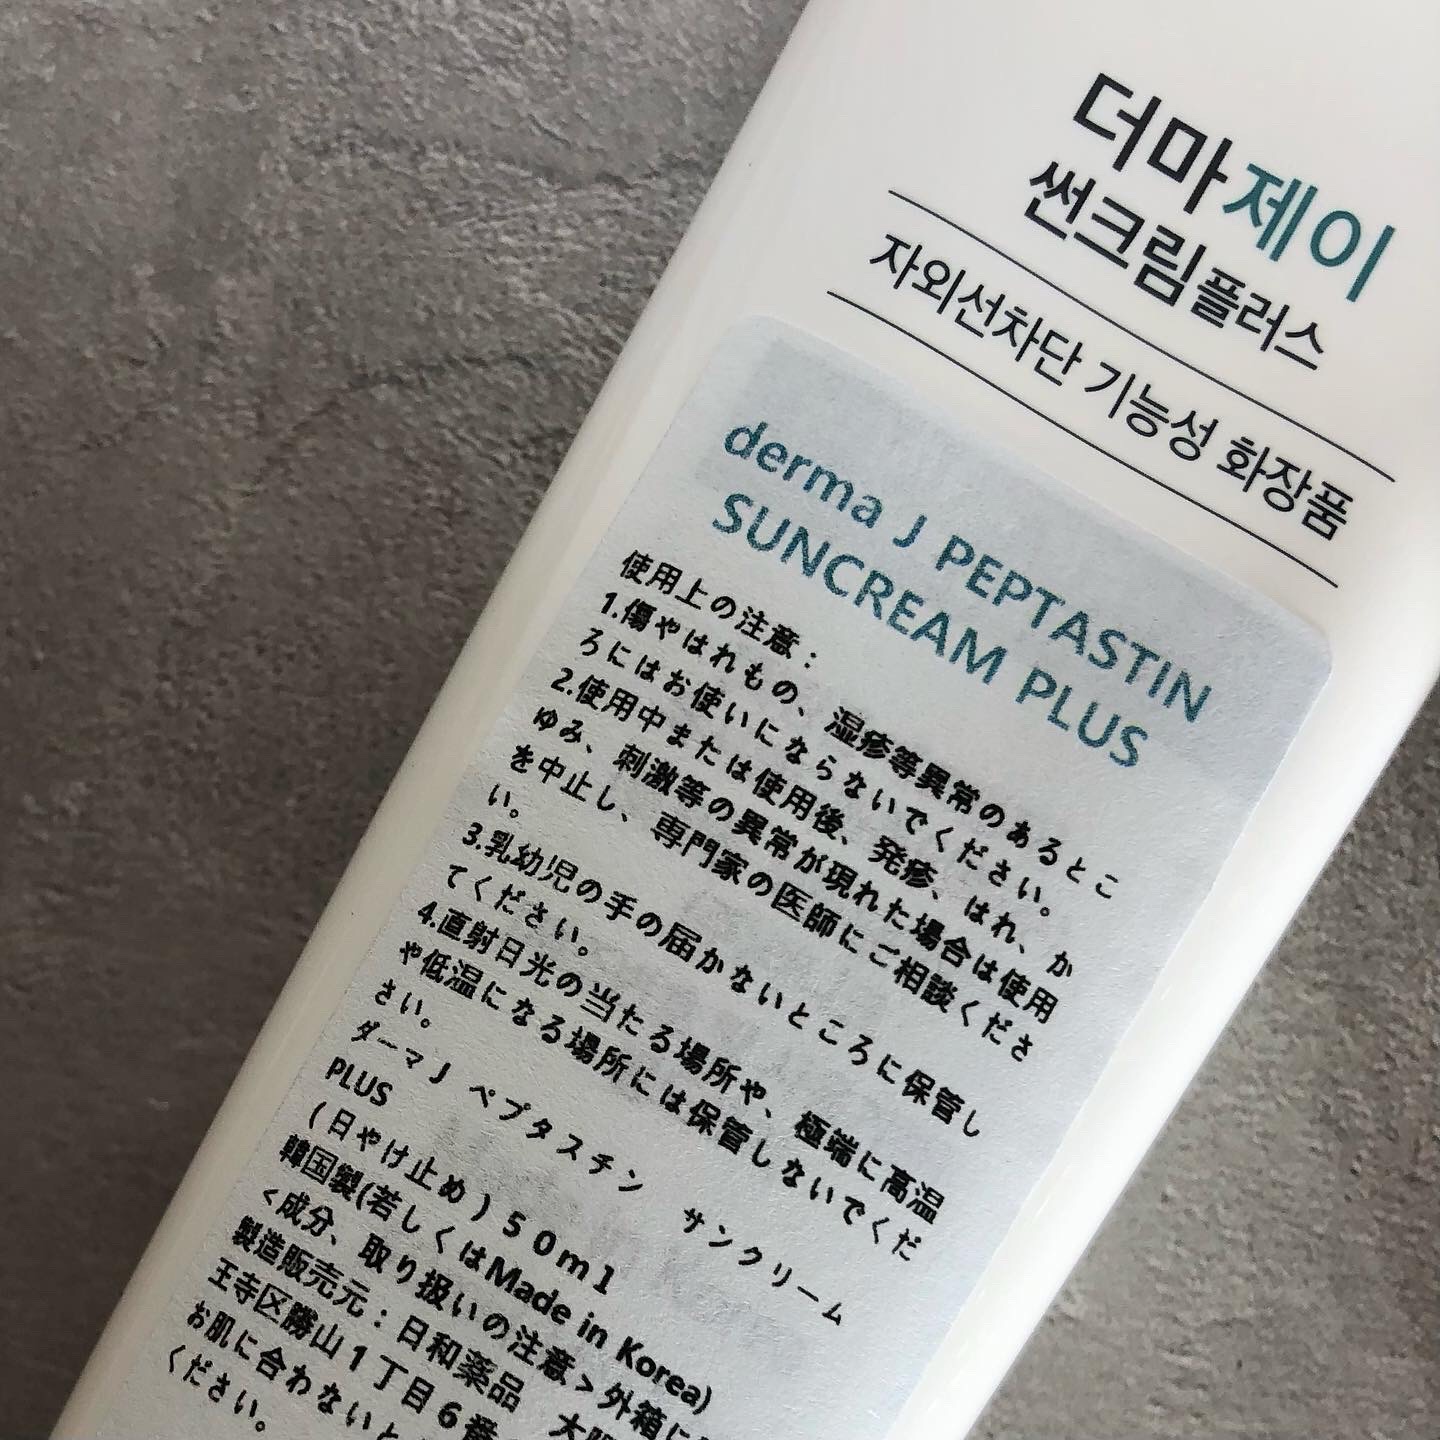 더마제이
썬크림플러스
자외선차단 기능성 화장품
derma J PEPTASTIN
SUNCREAM PLUS
使用上の注意：
1.傷やはれもの、湿疹等異常のあるとこ
ろにはお使いにならないでください。
2.使用中または使用後、発疹、はれ、か
ゆみ、刺激等の異常が現れた場合は使用
を中止し、専門家の医師にご相談くださ
い。
3.乳幼児の手の届かないところに保管し
てください。
4.直射日光の当たる場所や、極端に高温
や低温になる場所には保管しないでくだ
さい。
ダーマ J ペプタスチン サンクリーム
PLUS
(日やけ止め) 50ml
韓国製(若しくはMade in Korea)
<成分、取り扱いの注意>外箱に
製造販売元：日和薬品 大
王寺区勝山1丁目6番
お肌に合わないと
ください。